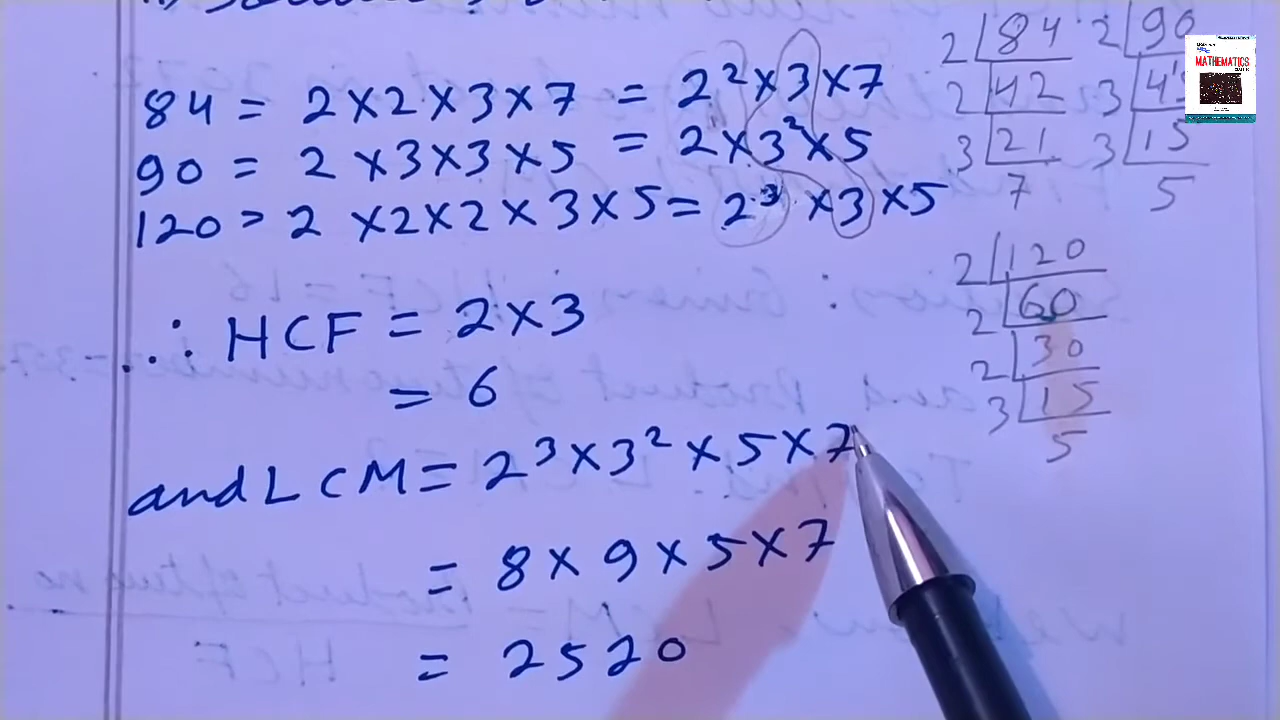 84 = 2 × 2 × 3 × 7 = 2² × 3 × 7
90 = 2 × 3 × 3 × 5 = 2 × 3² × 5
120 = 2 × 2 × 2 × 3 × 5 = 2³ × 3 × 5
∴ HCF = 2 × 3
= 6
and LCM = 2³ × 3² × 5 × 7
= 8 × 9 × 5 × 7
= 2520
2 84
2 42
3 21
7
2 90
3 45
3 15
5
2 120
2 60
2 30
3 15
5
MATHEMATICS